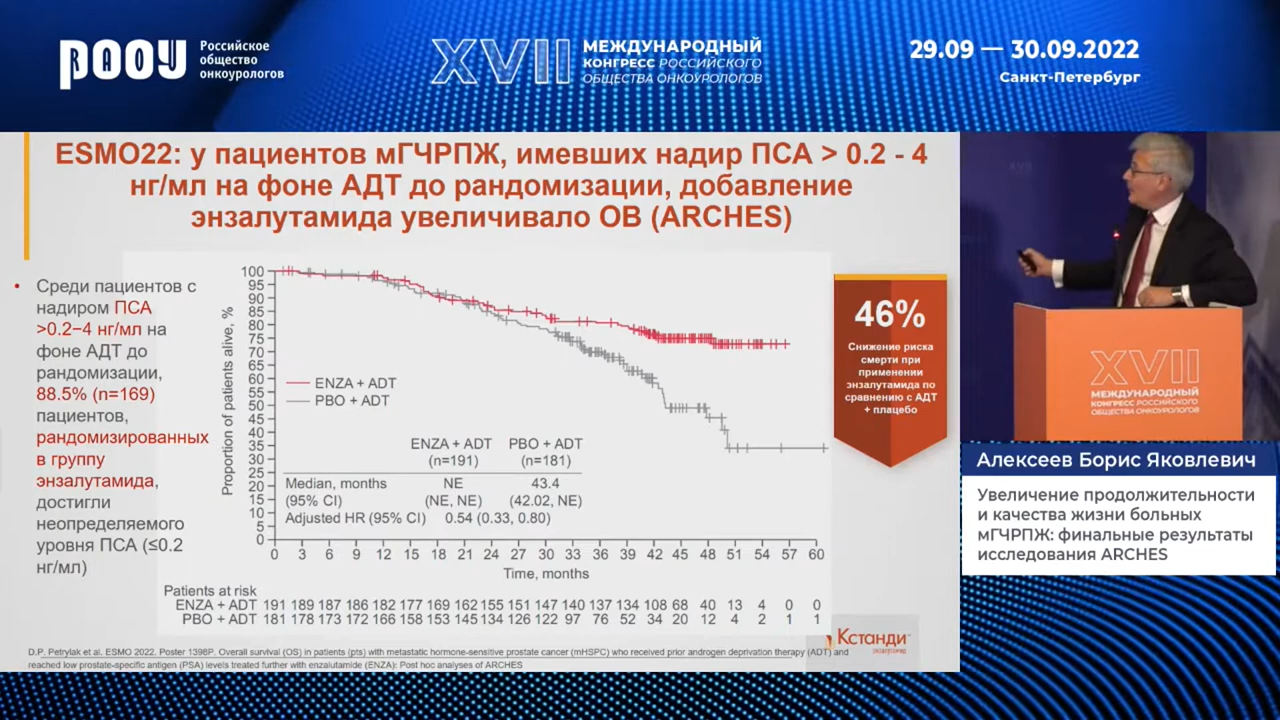 РООУ
RAOU
Российское
общество
онкоурологов
XVII
МЕЖДУНАРОДНЫЙ
КОНГРЕСС РОССИЙСКОГО
ОБЩЕСТВА ОНКОУРОЛОГОВ
29.09 — 30.09.2022
Санкт-Петербург
ESMO22: у пациентов мГЧРПЖ, имевших надир ПСА > 0.2 - 4
нг/мл на фоне АДТ до рандомизации, добавление
энзалутамида увеличивало ОВ (ARCHES)
• Среди пациентов с
надиром ПСА
>0.2–4 нг/мл на
фоне АДТ до
рандомизации,
88.5% (n=169)
пациентов,
рандомизированных
в группу
энзалутамида,
достигли
неопределяемого
уровня ПСА (≤0.2
нг/мл)
Proportion of patients alive, %
100
95
90
85
80
75
70
65
60
55
50
45
40
35
30
25
20
15
10
5
0
ENZA + ADT
PBO + ADT
ENZA + ADT PBO + ADT
(n=191) (n=181)
Median, months NE 43.4
(95% CI) (NE, NE) (42.02, NE)
Adjusted HR (95% CI) 0.54 (0.33, 0.80)
0 3 6 9 12 15 18 21 24 27 30 33 36 39 42 45 48 51 54 57 60
Time, months
Patients at risk
ENZA + ADT 191 189 187 186 182 177 169 162 155 151 147 140 137 134 108 68 40 13 4 0 0
PBO + ADT 181 178 173 172 166 158 153 145 134 126 122 97 76 52 34 20 12 4 2 1 1
46%
Снижение риска
смерти при
применении
энзалутамида по
сравнению с АДТ
+ плацебо
Кстанди
энзалутамид
D.P. Petrylak et al. ESMO 2022. Poster 1398P. Overall survival (OS) in patients (pts) with metastatic hormone-sensitive prostate cancer (mHSPC) who received prior androgen deprivation therapy (ADT) and
reached low prostate-specific antigen (PSA) levels treated further with enzalutamide (ENZA): Post hoc analyses of ARCHES
XVII
МЕЖДУНАРОДНЫЙ
КОНГРЕСС РОССИЙСКОГО
ОБЩЕСТВА ОНКОУРОЛОГОВ
Алексеев Борис Яковлевич
Увеличение продолжительности
и качества жизни больных
мГЧРПЖ: финальные результаты
исследования ARCHES